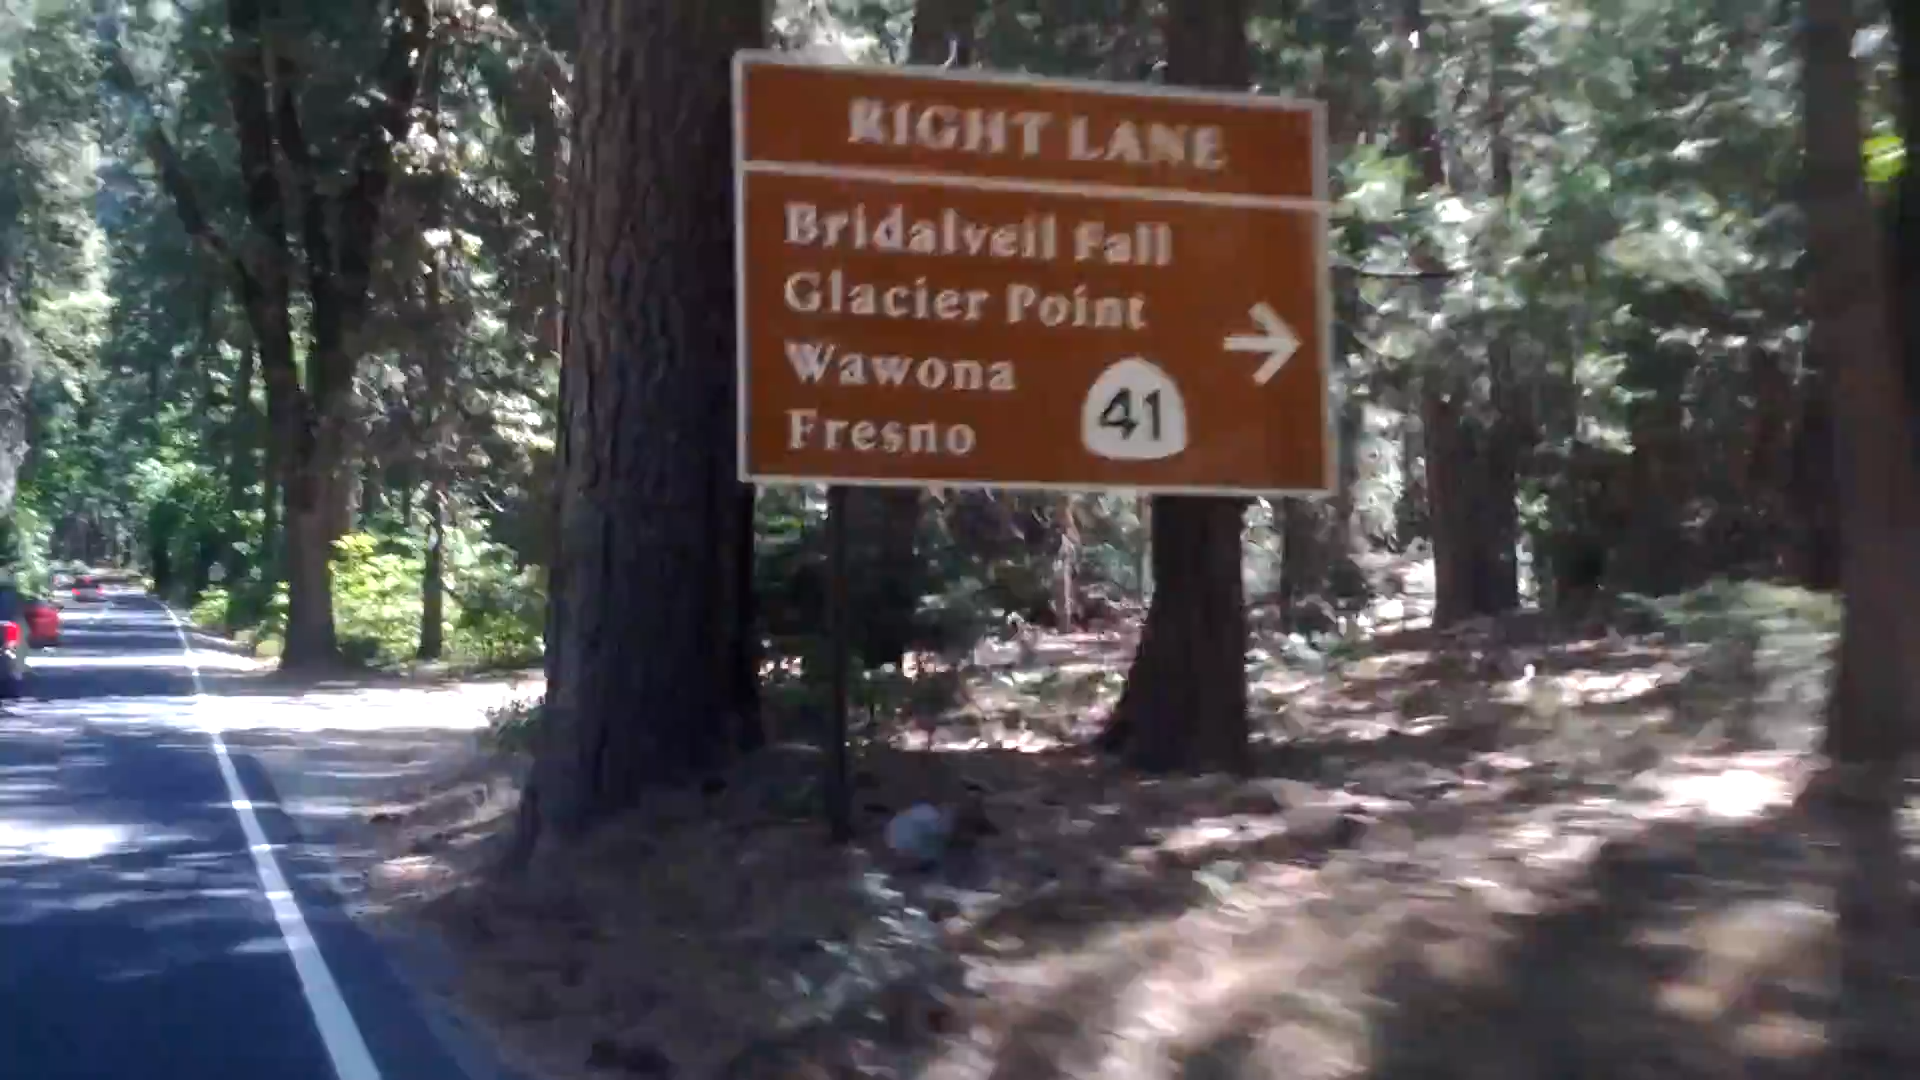 RIGHT LANE
Bridalveil Fall
Glacier Point
Wawona
Fresno
41